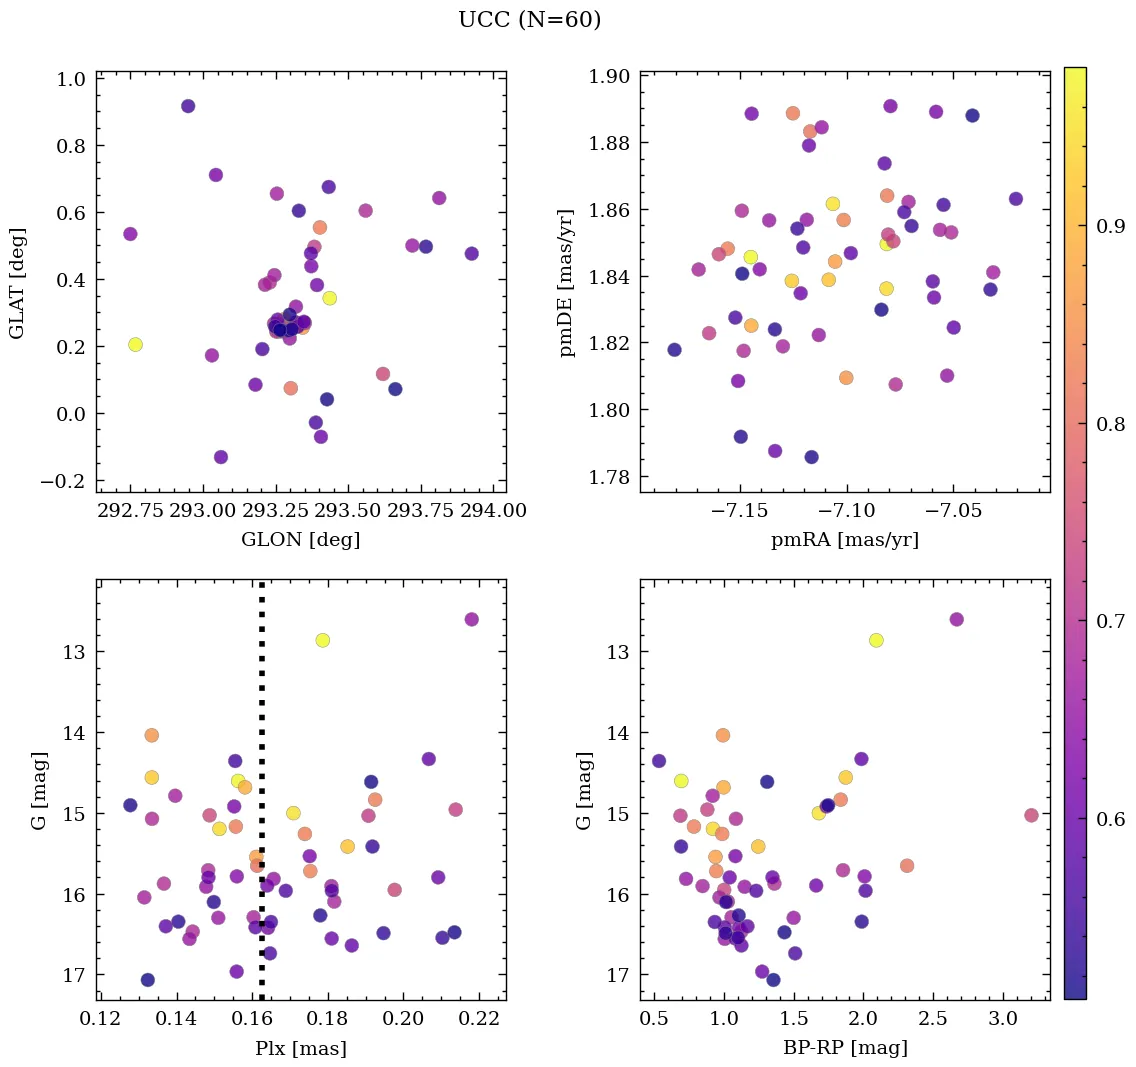 UCC (N=60)
1.0
0.8
0.6
0.4
0.2
0.0
−0.2
GLAT [deg]
292.75 293.00 293.25 293.50 293.75 294.00
GLON [deg]
1.90
1.88
1.86
1.84
1.82
1.80
1.78
pmDE [mas/yr]
−7.15 −7.10 −7.05
pmRA [mas/yr]
0.9
0.8
0.7
0.6
13
14
15
16
17
G [mag]
0.12 0.14 0.16 0.18 0.20 0.22
Plx [mas]
13
14
15
16
17
G [mag]
0.5 1.0 1.5 2.0 2.5 3.0
BP-RP [mag]